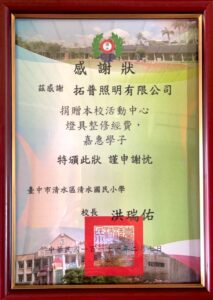 感謝狀
茲感謝 拓普照明有限公司
捐贈本校活動中心
燈具整修經費，
嘉惠學子
特頒此狀 謹申謝忱
臺中市清水區清水國民小學
校長 洪瑞佑